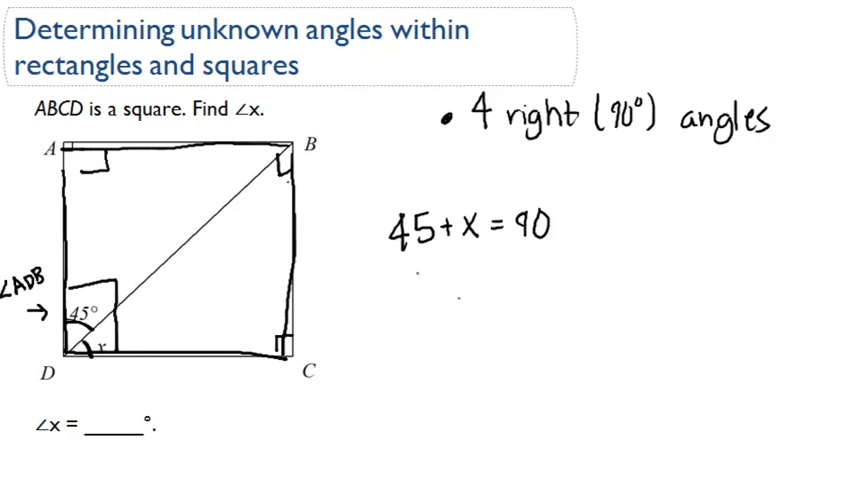 Determining unknown angles within
rectangles and squares
ABCD is a square. Find ∠x.
• 4 right (90°) angles
A
B
45 + x = 90
∠ADB
→
45°
x
D
C
∠x = _____°.